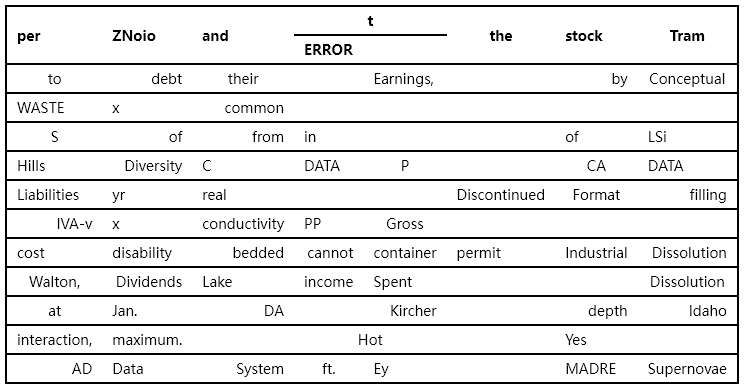 t
per ZNoio and the stock Tram
ERROR
to debt their Earnings, by Conceptual
WASTE x common
S of from in of LSi
Hills Diversity C DATA P CA DATA
Liabilities yr real Discontinued Format filling
IVA-v x conductivity PP Gross
cost disability bedded cannot container permit Industrial Dissolution
Walton, Dividends Lake income Spent Dissolution
at Jan. DA Kircher depth Idaho
interaction, maximum. Hot Yes
AD Data System ft. Ey MADRE Supernovae